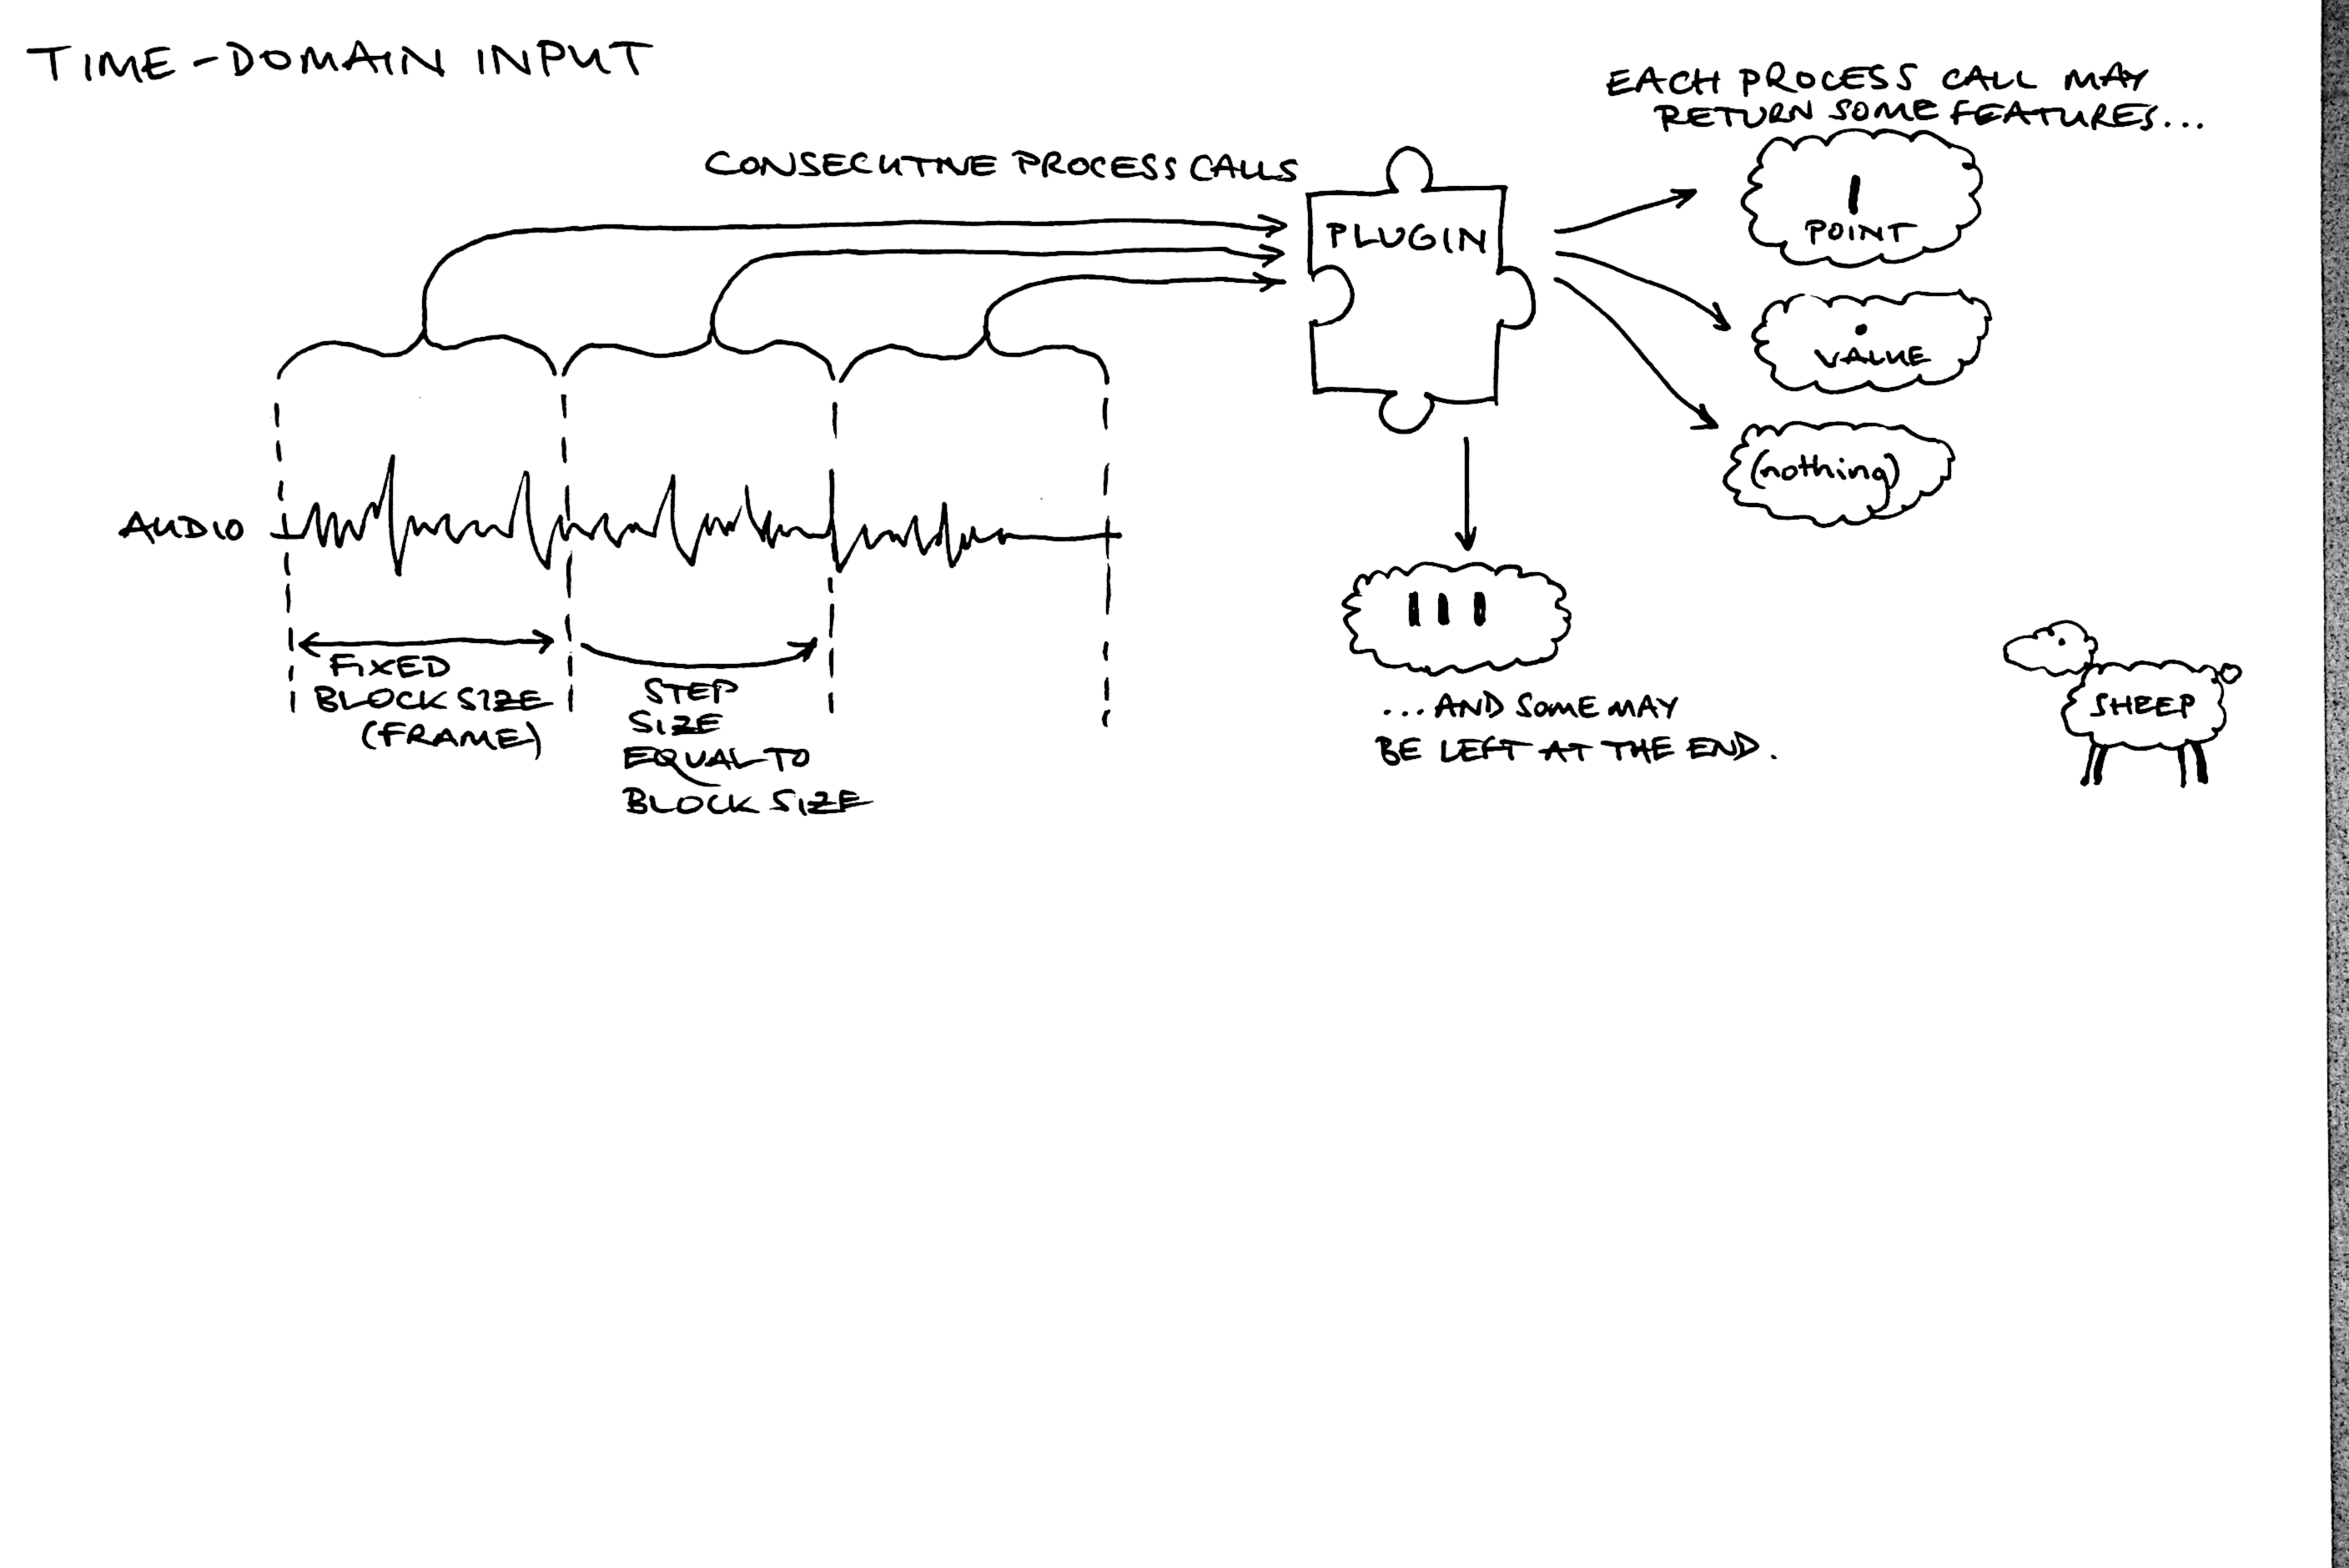 TIME-DOMAIN INPUT
EACH PROCESS CALL MAY
RETURN SOME FEATURES...
CONSECUTIVE PROCESS CALLS
PLUGIN
POINT
VALUE
(nothing)
AUDIO
FIXED
BLOCK SIZE
(FRAME)
STEP
SIZE
EQUAL TO
BLOCK SIZE
...AND SOME MAY
BE LEFT AT THE END.
SHEEP